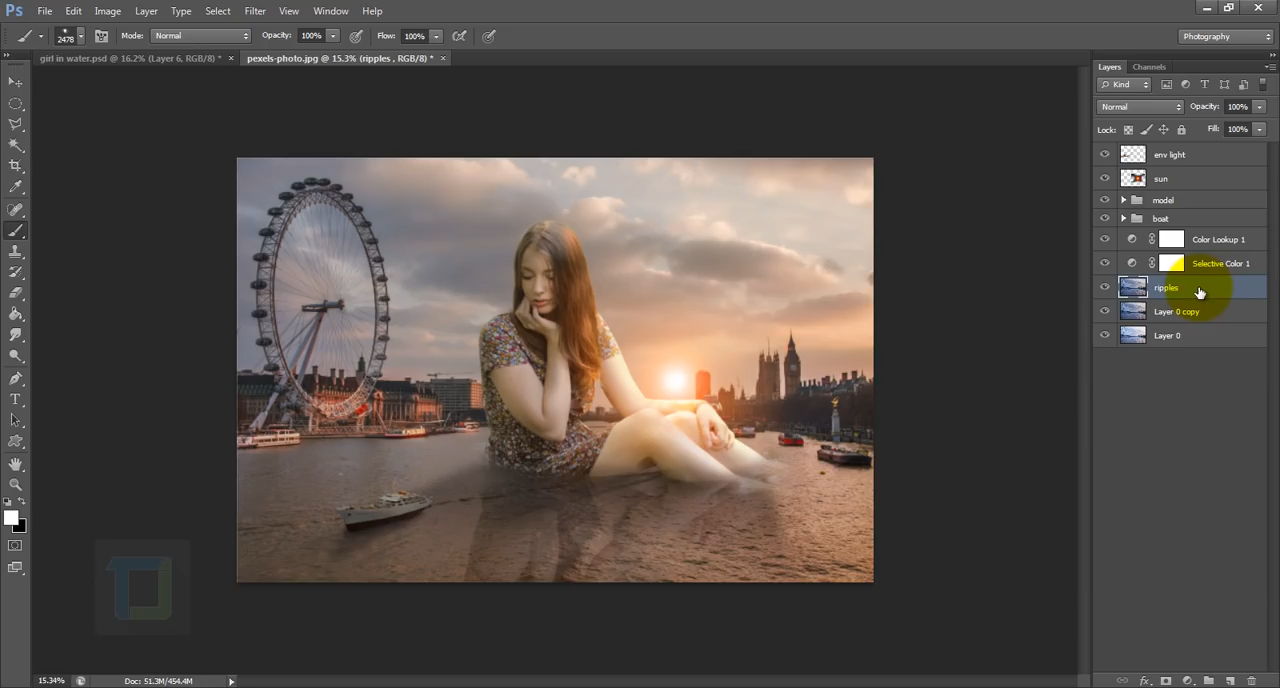 Ps File Edit Image Layer Type Select Filter View Window Help
2478 Mode: Normal Opacity: 100% Flow: 100% Photography
girl in water.psd @ 16.2% (Layer 6, RGB/8) * × pexels-photo.jpg @ 15.3% (ripples , RGB/8) * ×
Layers Channels
Kind T
Normal Opacity: 100%
Lock: Fill: 100%
env light
sun
model
boat
Color Lookup 1
Selective Color 1
ripples
Layer 0 copy
Layer 0
T
15.34% Doc: 51.3M/454.4M
fx